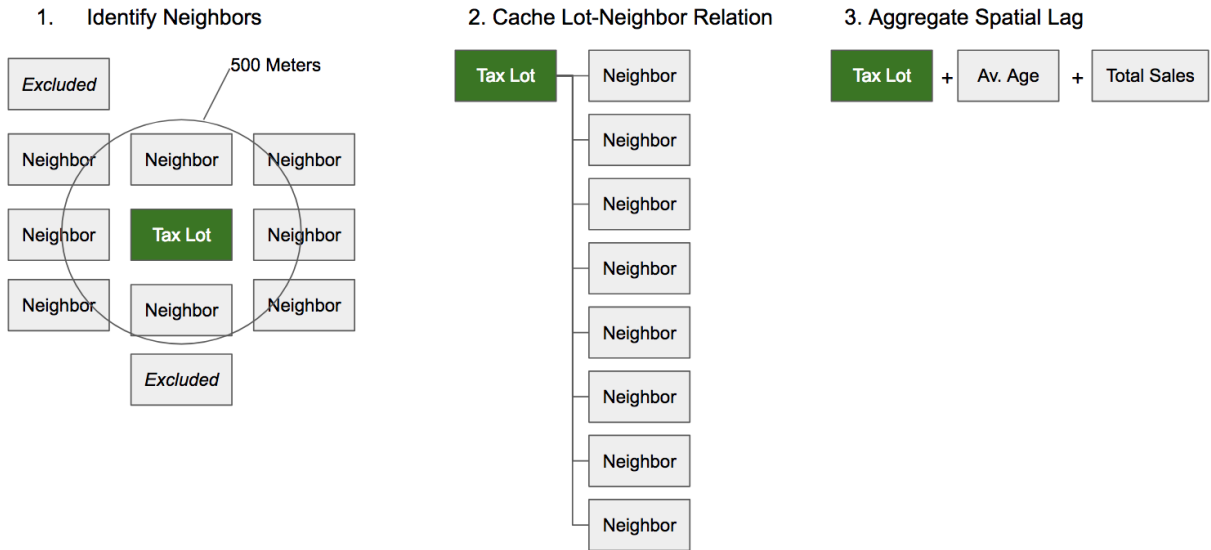 1. Identify Neighbors
500 Meters
Excluded
Neighbor
Neighbor
Neighbor
Neighbor
Tax Lot
Neighbor
Neighbor
Neighbor
Neighbor
Excluded
2. Cache Lot-Neighbor Relation
Tax Lot
Neighbor
Neighbor
Neighbor
Neighbor
Neighbor
Neighbor
Neighbor
Neighbor
3. Aggregate Spatial Lag
Tax Lot + Av. Age + Total Sales